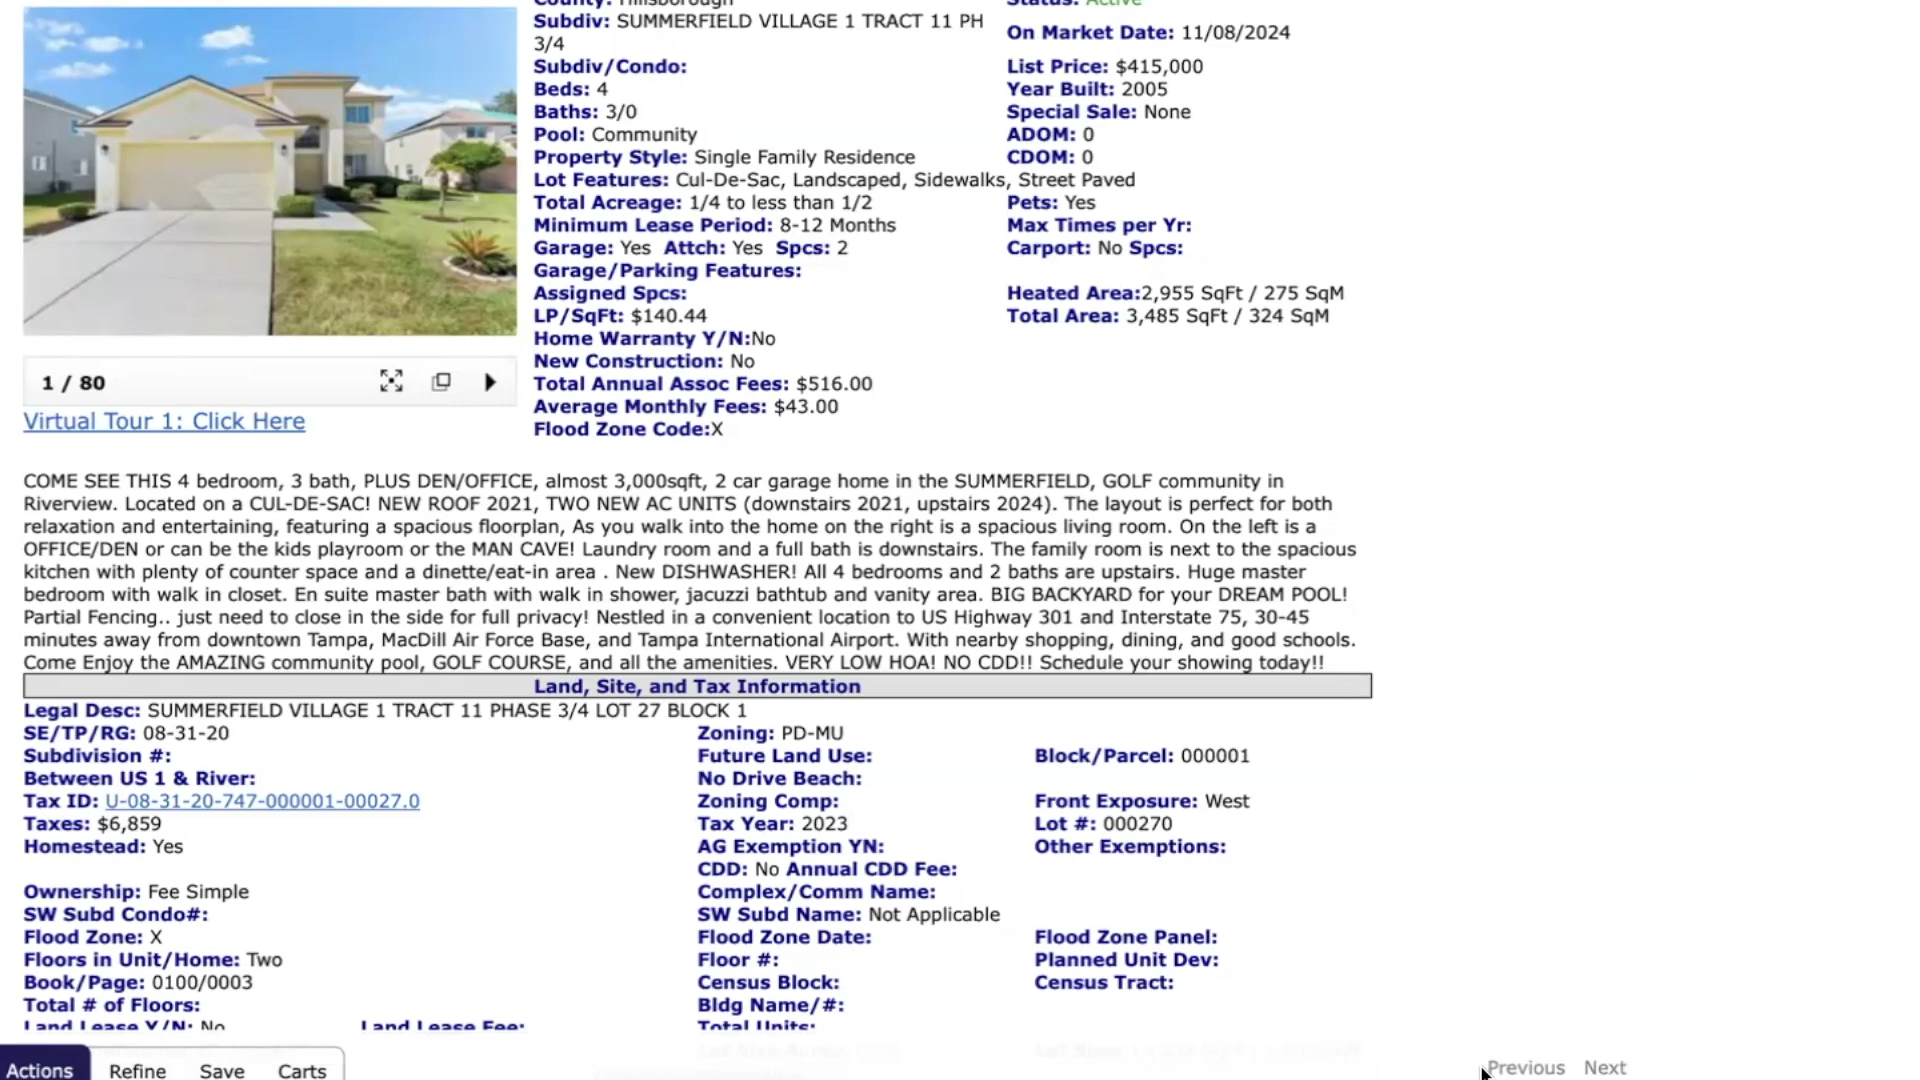 County: Hillsborough
Status: Active
Subdiv: SUMMERFIELD VILLAGE 1 TRACT 11 PH 3/4
On Market Date: 11/08/2024
Subdiv/Condo:
List Price: $415,000
Beds: 4
Year Built: 2005
Baths: 3/0
Special Sale: None
Pool: Community
ADOM: 0
Property Style: Single Family Residence
CDOM: 0
Lot Features: Cul-De-Sac, Landscaped, Sidewalks, Street Paved
Total Acreage: 1/4 to less than 1/2
Pets: Yes
Minimum Lease Period: 8-12 Months
Max Times per Yr:
Garage: Yes Attch: Yes Spcs: 2
Carport: No Spcs:
Garage/Parking Features:
Assigned Spcs:
Heated Area:2,955 SqFt / 275 SqM
LP/SqFt: $140.44
Total Area: 3,485 SqFt / 324 SqM
Home Warranty Y/N:No
New Construction: No
Total Annual Assoc Fees: $516.00
Average Monthly Fees: $43.00
Flood Zone Code:X
1 / 80
Virtual Tour 1: Click Here
COME SEE THIS 4 bedroom, 3 bath, PLUS DEN/OFFICE, almost 3,000sqft, 2 car garage home in the SUMMERFIELD, GOLF community in
Riverview. Located on a CUL-DE-SAC! NEW ROOF 2021, TWO NEW AC UNITS (downstairs 2021, upstairs 2024). The layout is perfect for both
relaxation and entertaining, featuring a spacious floorplan, As you walk into the home on the right is a spacious living room. On the left is a
OFFICE/DEN or can be the kids playroom or the MAN CAVE! Laundry room and a full bath is downstairs. The family room is next to the spacious
kitchen with plenty of counter space and a dinette/eat-in area . New DISHWASHER! All 4 bedrooms and 2 baths are upstairs. Huge master
bedroom with walk in closet. En suite master bath with walk in shower, jacuzzi bathtub and vanity area. BIG BACKYARD for your DREAM POOL!
Partial Fencing.. just need to close in the side for full privacy! Nestled in a convenient location to US Highway 301 and Interstate 75, 30-45
minutes away from downtown Tampa, MacDill Air Force Base, and Tampa International Airport. With nearby shopping, dining, and good schools.
Come Enjoy the AMAZING community pool, GOLF COURSE, and all the amenities. VERY LOW HOA! NO CDD!! Schedule your showing today!!
Land, Site, and Tax Information
Legal Desc: SUMMERFIELD VILLAGE 1 TRACT 11 PHASE 3/4 LOT 27 BLOCK 1
SE/TP/RG: 08-31-20
Zoning: PD-MU
Subdivision #:
Future Land Use:
Block/Parcel: 000001
Between US 1 & River:
No Drive Beach:
Tax ID: U-08-31-20-747-000001-00027.0
Zoning Comp:
Front Exposure: West
Taxes: $6,859
Tax Year: 2023
Lot #: 000270
Homestead: Yes
AG Exemption YN:
Other Exemptions:
CDD: No Annual CDD Fee:
Ownership: Fee Simple
Complex/Comm Name:
SW Subd Condo#:
SW Subd Name: Not Applicable
Flood Zone: X
Flood Zone Date:
Flood Zone Panel:
Floors in Unit/Home: Two
Floor #:
Planned Unit Dev:
Book/Page: 0100/0003
Census Block:
Census Tract:
Total # of Floors:
Bldg Name/#:
Land Lease Y/N: No
Land Lease Fee:
Total Units:
Actions
Refine
Save
Carts
Previous
Next